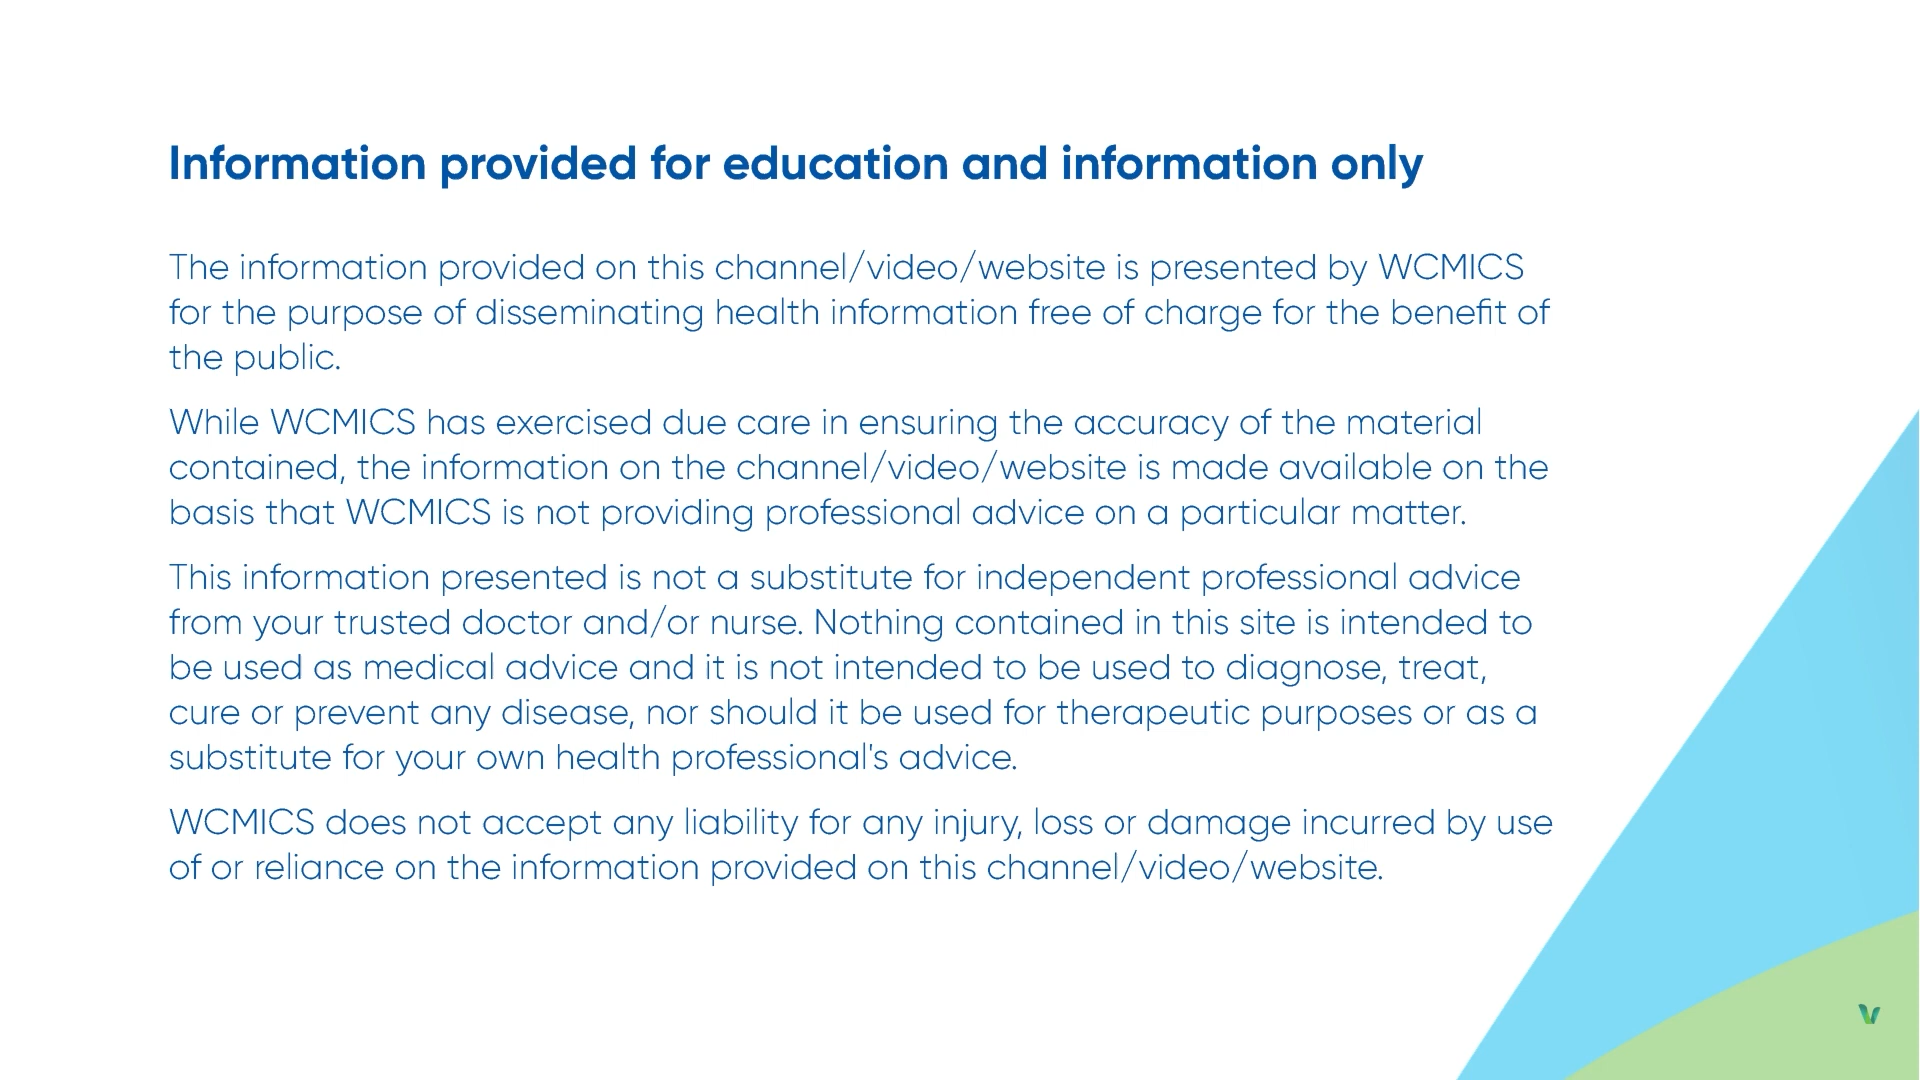 Information provided for education and information only
The information provided on this channel/video/website is presented by WCMICS
for the purpose of disseminating health information free of charge for the benefit of
the public.
While WCMICS has exercised due care in ensuring the accuracy of the material
contained, the information on the channel/video/website is made available on the
basis that WCMICS is not providing professional advice on a particular matter.
This information presented is not a substitute for independent professional advice
from your trusted doctor and/or nurse. Nothing contained in this site is intended to
be used as medical advice and it is not intended to be used to diagnose, treat,
cure or prevent any disease, nor should it be used for therapeutic purposes or as a
substitute for your own health professional's advice.
WCMICS does not accept any liability for any injury, loss or damage incurred by use
of or reliance on the information provided on this channel/video/website.